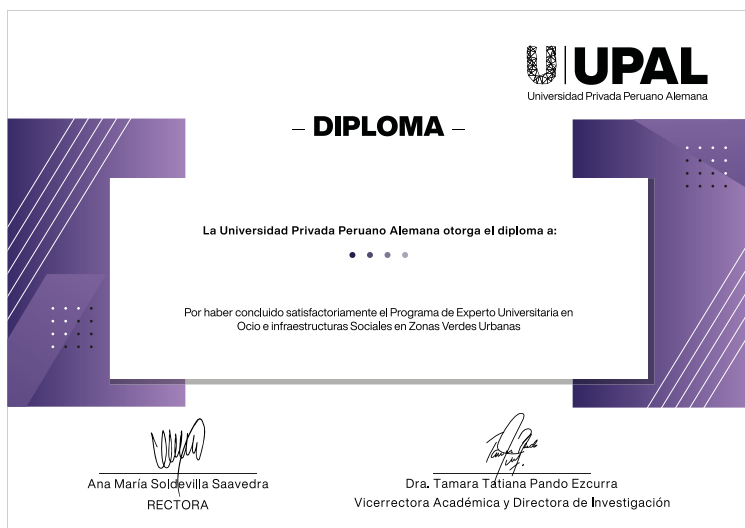 UPAL
Universidad Privada Peruano Alemana
– DIPLOMA –
La Universidad Privada Peruano Alemana otorga el diploma a:
Por haber concluido satisfactoriamente el Programa de Experto Universitaria en
Ocio e infraestructuras Sociales en Zonas Verdes Urbanas
Ana María Soldevilla Saavedra
RECTORA
Dra. Tamara Tatiana Pando Ezcurra
Vicerrectora Académica y Directora de Investigación